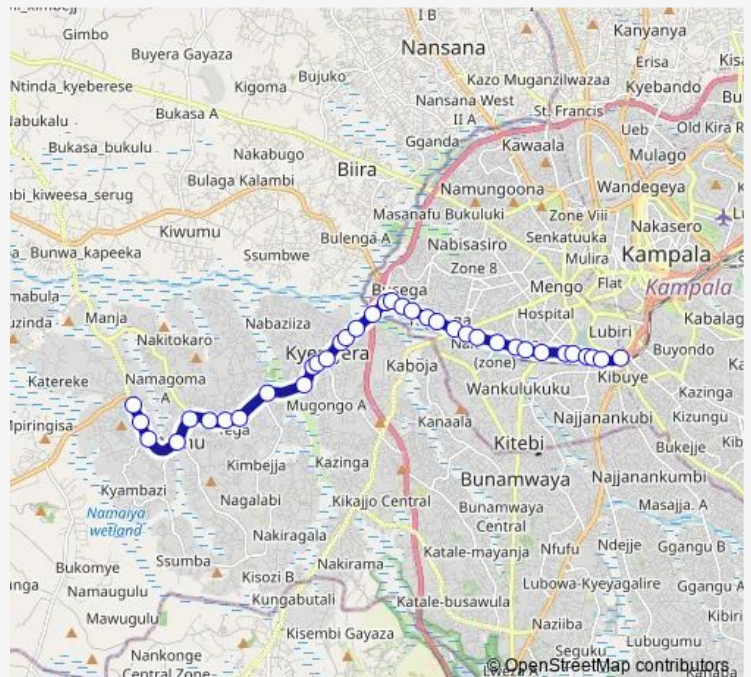 Gimbo
I B
Kanyanya
Nansana
Buyera Gayaza
Erisa
Bujuko
Kazo Muganzilwazaa
Ntinda_kyeberese
Kigoma
Kyebando
Nansana West
II A
St. Francis
Bukasa A
Ueb
Gganda
Kawaala
Bukasa_bukulu
Nakabugo
Mulago
Biira
Bulaga Kalambi
Namungoona
Wandegeya
Masanafu Bukuluki
Zone VIII
Kiwumu
Nakasero
Bulenga A
Senkatuuka
Bunwa_kapeeka
Ssumbwe
Nabisasiro
Mulira
Kampala
Zone 8
Busega
Mengo
Flat
Kampala
Hospital
Manja
Nabaziiza
Lubiri
Nakitokaro
Buyondo
(zone)
Kaboja
Katereke
Namagoma
A
Kibuye
Wankulukuku
Mugongo A
Kazinga
Kanaala
Najjanankubi
Kizungu
Kitebi
Bukejje
Kimbejja
Kazinga
Bunamwaya
Najjanankumbi
Kyambazi
Nagalabi
Kikajjo Central
Bunamwaya
Central
Masajja. A
Namaiya
wetland
Nakiragala
Katale-mayanja
Nfufu
Ndejje
Ggangu B
Ssumba
Nakirama
Bukomye
Kisozi B
Lubowa-Kyeyagalire
Namaugulu
Kungabutali
Katale-busawula
Mawugulu
Naziiba
Kisembi Gayaza
Lubugumu
Nankonge
Seguku
Central Zone
© OpenStreetMap contributors